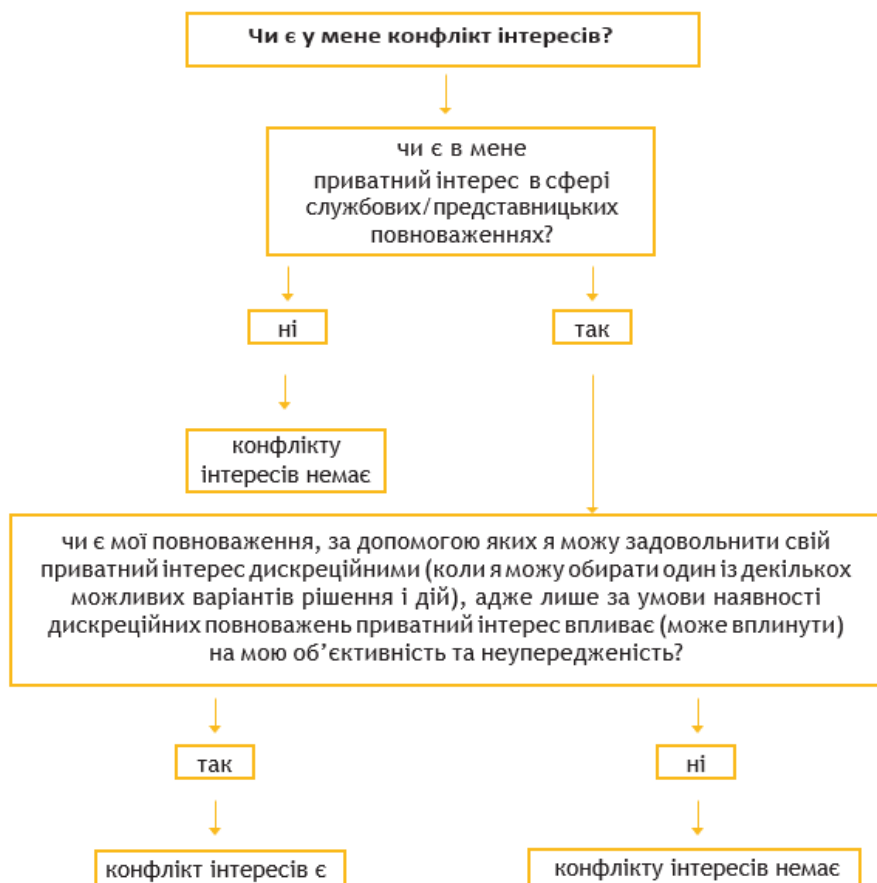 Чи є у мене конфлікт інтересів?
чи є в мене
приватний інтерес в сфері
службових/представницьких
повноваженнях?
ні
так
конфлікту
інтересів немає
чи є мої повноваження, за допомогою яких я можу задовольнити свій
приватний інтерес дискреційними (коли я можу обирати один із декількох
можливих варіантів рішення і дій), адже лише за умови наявності
дискреційних повноважень приватний інтерес впливає (може вплинути)
на мою об’єктивність та неупередженість?
так
ні
конфлікт інтересів є
конфлікту інтересів немає